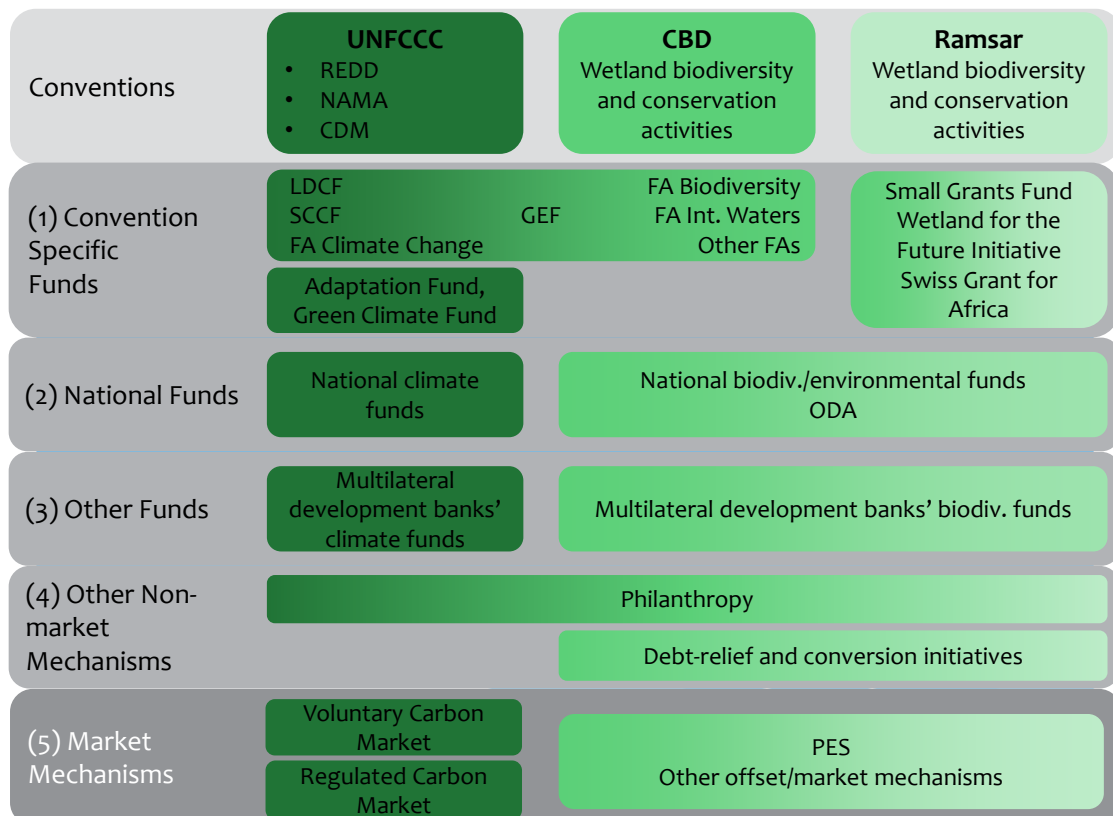 Conventions
UNFCCC
• REDD
• NAMA
• CDM
CBD
Wetland biodiversity
and conservation
activities
Ramsar
Wetland biodiversity
and conservation
activities
(1) Convention
Specific
Funds
LDCF
SCCF
FA Climate Change
GEF
FA Biodiversity
FA Int. Waters
Other FAs
Adaptation Fund,
Green Climate Fund
Small Grants Fund
Wetland for the
Future Initiative
Swiss Grant for
Africa
(2) National Funds
National climate
funds
National biodiv./environmental funds
ODA
(3) Other Funds
Multilateral
development banks’
climate funds
Multilateral development banks’ biodiv. funds
(4) Other Non-
market
Mechanisms
Philanthropy
Debt-relief and conversion initiatives
(5) Market
Mechanisms
Voluntary Carbon
Market
Regulated Carbon
Market
PES
Other offset/market mechanisms